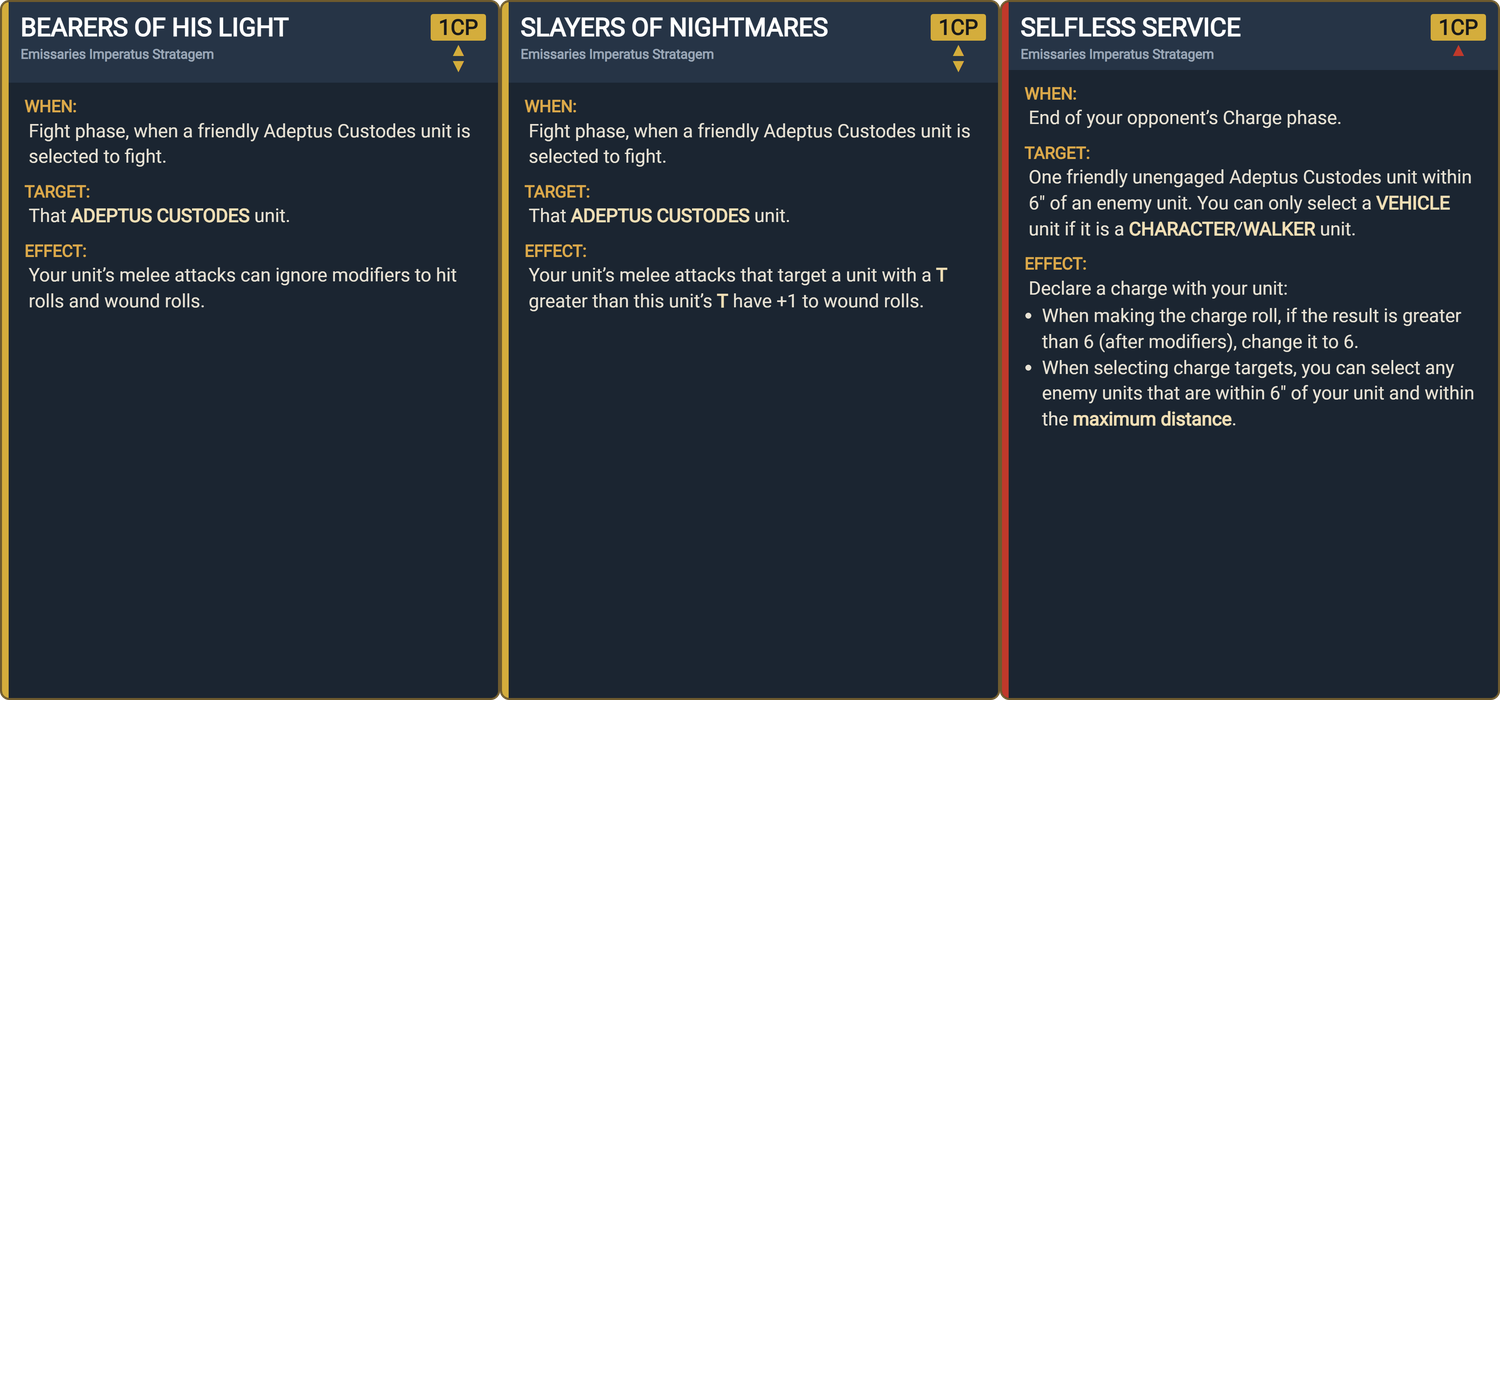 BEARERS OF HIS LIGHT
1CP
Emissaries Imperatus Stratagem
WHEN:
Fight phase, when a friendly Adeptus Custodes unit is
selected to fight.
TARGET:
That ADEPTUS CUSTODES unit.
EFFECT:
Your unit’s melee attacks can ignore modifiers to hit
rolls and wound rolls.
SLAYERS OF NIGHTMARES
1CP
Emissaries Imperatus Stratagem
WHEN:
Fight phase, when a friendly Adeptus Custodes unit is
selected to fight.
TARGET:
That ADEPTUS CUSTODES unit.
EFFECT:
Your unit’s melee attacks that target a unit with a T
greater than this unit’s T have +1 to wound rolls.
SELFLESS SERVICE
1CP
Emissaries Imperatus Stratagem
WHEN:
End of your opponent’s Charge phase.
TARGET:
One friendly unengaged Adeptus Custodes unit within
6" of an enemy unit. You can only select a VEHICLE
unit if it is a CHARACTER/WALKER unit.
EFFECT:
Declare a charge with your unit:
• When making the charge roll, if the result is greater
than 6 (after modifiers), change it to 6.
• When selecting charge targets, you can select any
enemy units that are within 6" of your unit and within
the maximum distance.